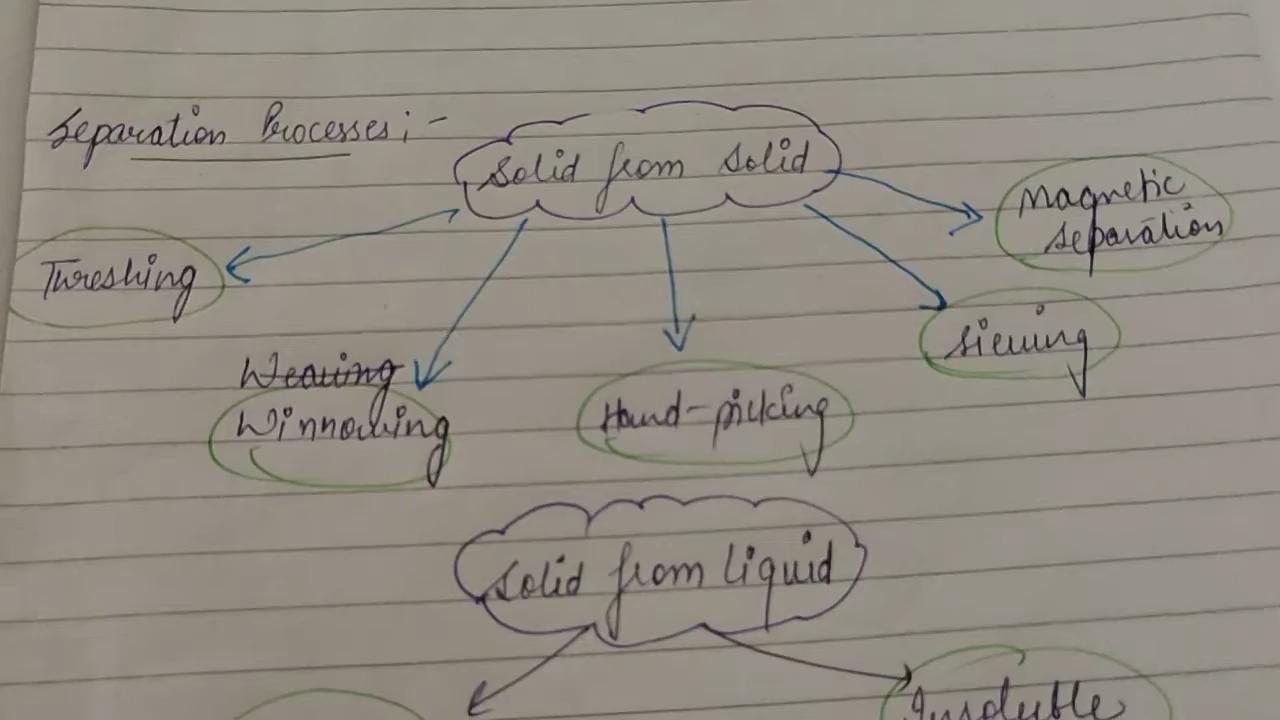 Separation Processes:-
Solid from solid
Magnetic
separation
Threshing
Sieving
Weaving
Winnowing
Hand-picking
Solid from liquid
Insoluble